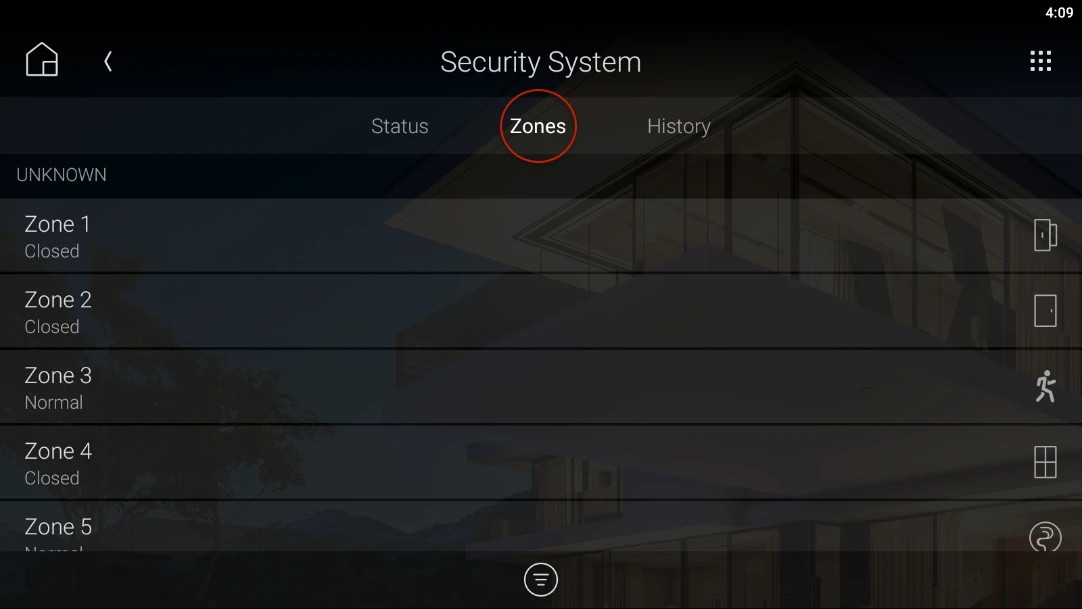 4:09
Security System
Status Zones History
UNKNOWN
Zone 1
Closed
Zone 2
Closed
Zone 3
Normal
Zone 4
Closed
Zone 5
Normal